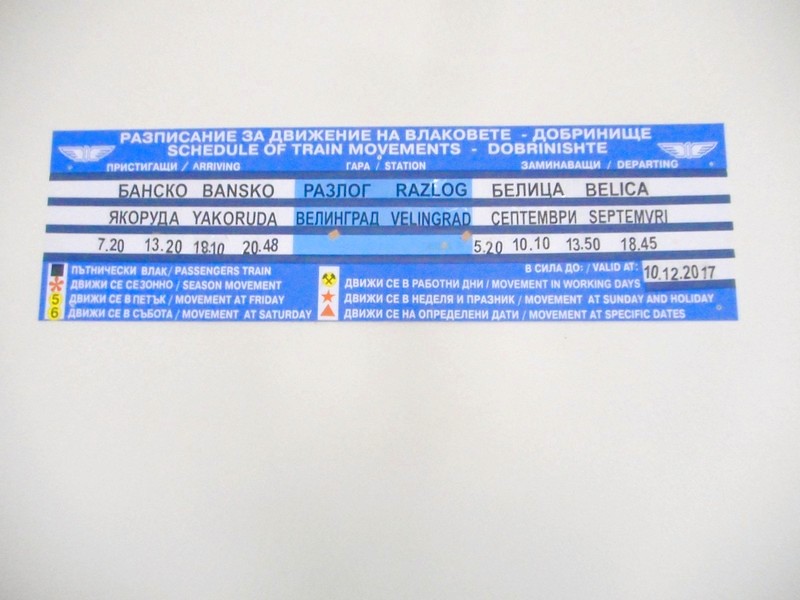 РАЗПИСАНИЕ ЗА ДВИЖЕНИЕ НА ВЛАКОВЕТЕ - ДОБРИНИЩЕ
SCHEDULE OF TRAIN MOVEMENTS - DOBRINISHTE
ПРИСТИГАЩИ / ARRIVING ГАРА / STATION ЗАМИНАВАЩИ / DEPARTING
БАНСКО BANSKO РАЗЛОГ RAZLOG БЕЛИЦА BELICA
ЯКОРУДА YAKORUDA ВЕЛИНГРАД VELINGRAD СЕПТЕМВРИ SEPTEMVRI
7.20 13.20 18.10 20.48 5.20 10.10 13.50 18.45
ПЪТНИЧЕСКИ ВЛАК / PASSENGERS TRAIN В СИЛА ДО: / VALID AT: 10.12.2017
ДВИЖИ СЕ СЕЗОННО / SEASON MOVEMENT ДВИЖИ СЕ В РАБОТНИ ДНИ / MOVEMENT IN WORKING DAYS
5 ДВИЖИ СЕ В ПЕТЪК / MOVEMENT AT FRIDAY ДВИЖИ СЕ В НЕДЕЛЯ И ПРАЗНИК / MOVEMENT AT SUNDAY AND HOLIDAY
6 ДВИЖИ СЕ В СЪБОТА / MOVEMENT AT SATURDAY ДВИЖИ СЕ НА ОПРЕДЕЛЕНИ ДАТИ / MOVEMENT AT SPECIFIC DATES